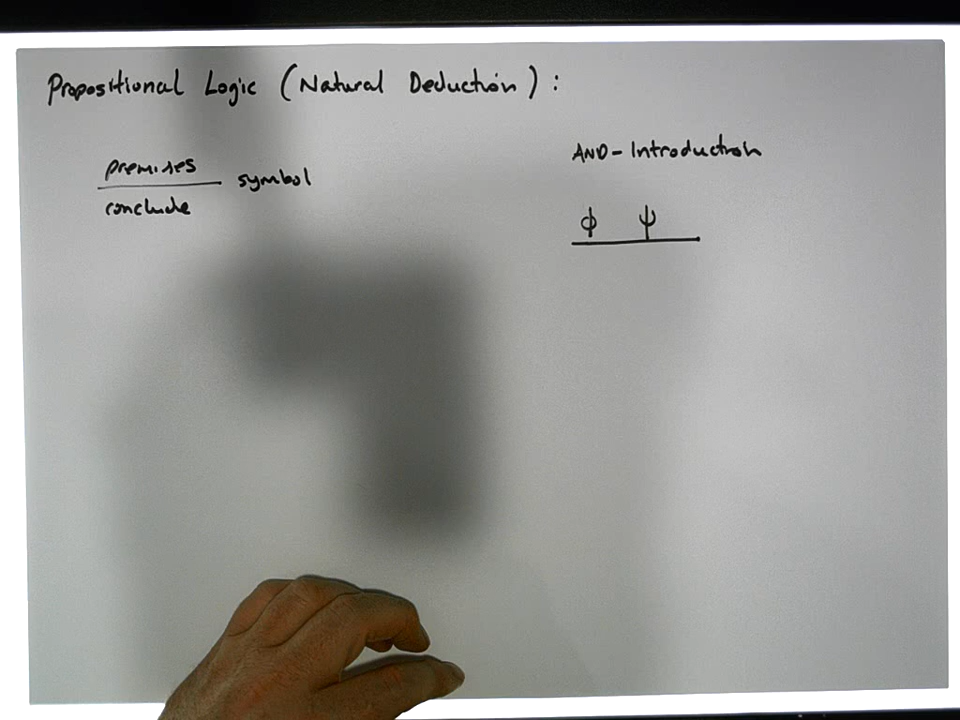 Propositional Logic (Natural Deduction) :
premises
conclude
symbol
AND-Introduction
ϕ ψ